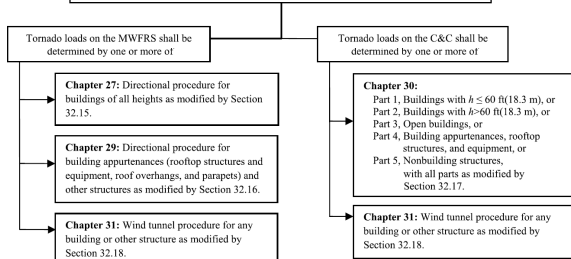 Tornado loads on the MWFRS shall be
determined by one or more of
Chapter 27: Directional procedure for
buildings of all heights as modified by Section
32.15.
Chapter 29: Directional procedure for
building appurtenances (rooftop structures and
equipment, roof overhangs, and parapets) and
other structures as modified by Section 32.16.
Chapter 31: Wind tunnel procedure for any
building or other structure as modified by
Section 32.18.
Tornado loads on the C&C shall be
determined by one or more of
Chapter 30:
Part 1, Buildings with h ≤ 60 ft(18.3 m), or
Part 2, Buildings with h>60 ft(18.3 m), or
Part 3, Open buildings, or
Part 4, Building appurtenances, rooftop
structures, and equipment, or
Part 5, Nonbuilding structures,
with all parts as modified by
Section 32.17.
Chapter 31: Wind tunnel procedure for any
building or other structure as modified by
Section 32.18.